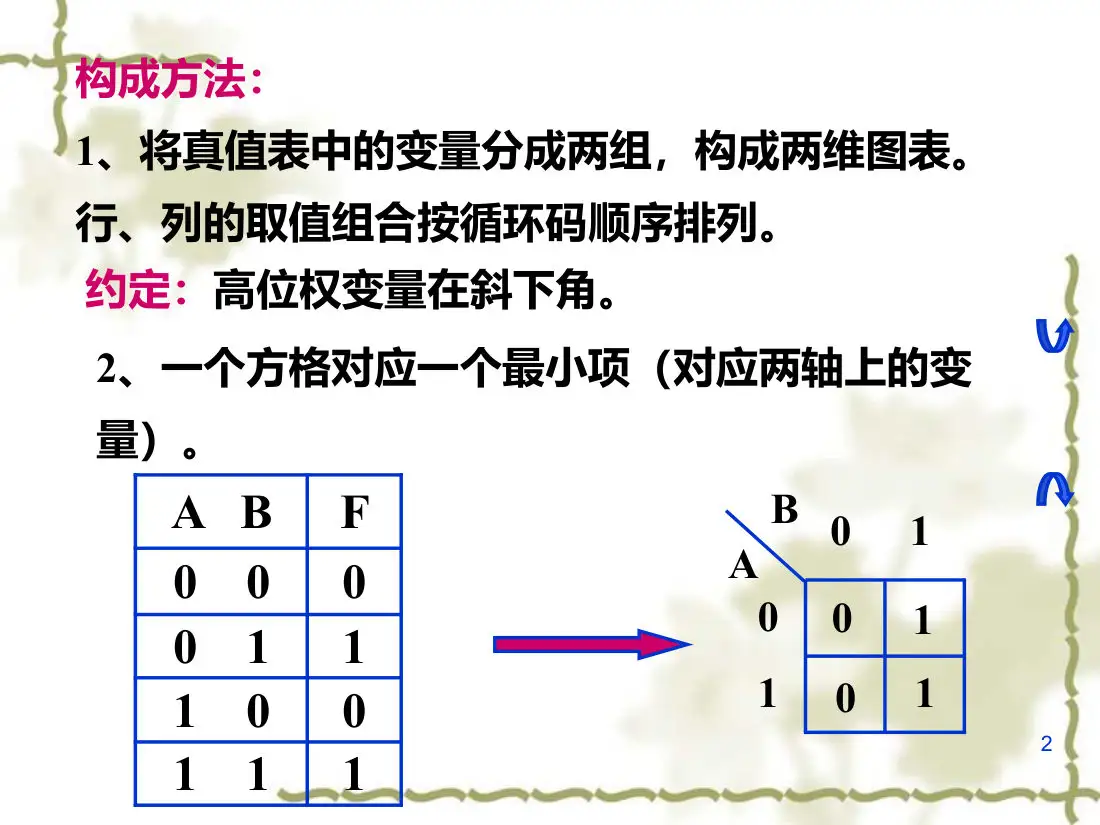 构成方法：
1、将真值表中的变量分成两组，构成两维图表。
行、列的取值组合按循环码顺序排列。
约定：高位权变量在斜下角。
2、一个方格对应一个最小项（对应两轴上的变
量）。
A B F
0 0 0
0 1 1
1 0 0
1 1 1
B 0 1
A
0 0 1
1 0 1
2